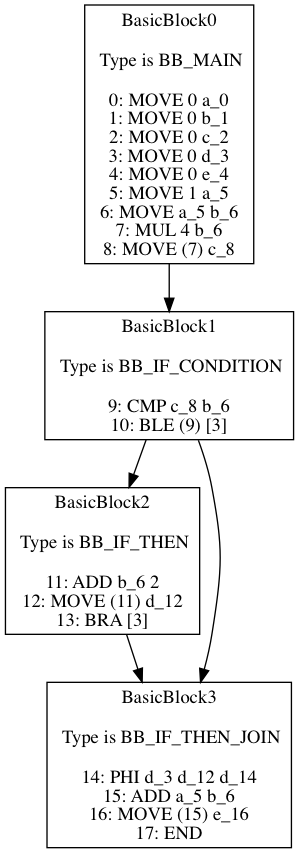 BasicBlock0
Type is BB_MAIN
0: MOVE 0 a_0
1: MOVE 0 b_1
2: MOVE 0 c_2
3: MOVE 0 d_3
4: MOVE 0 e_4
5: MOVE 1 a_5
6: MOVE a_5 b_6
7: MUL 4 b_6
8: MOVE (7) c_8
BasicBlock1
Type is BB_IF_CONDITION
9: CMP c_8 b_6
10: BLE (9) [3]
BasicBlock2
Type is BB_IF_THEN
11: ADD b_6 2
12: MOVE (11) d_12
13: BRA [3]
BasicBlock3
Type is BB_IF_THEN_JOIN
14: PHI d_3 d_12 d_14
15: ADD a_5 b_6
16: MOVE (15) e_16
17: END